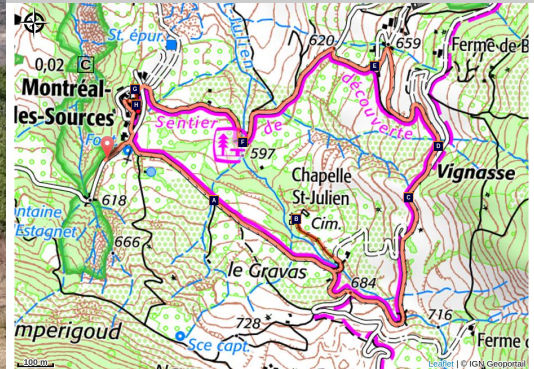 St. épur.
Julien
620
659
Ferme de B
0,02 C
Montréal-
les-Sources
G
H
E
découverte
Sentier de
F
597
D
Vignasse
Chapelle
St-Julien
A
B
Cim.
C
618
ntaine
Estagnet
666
le Gravas
684
728
716
mperigoud
Sce capt.
Ferme
100 m
Leaflet | © IGN Geoportail